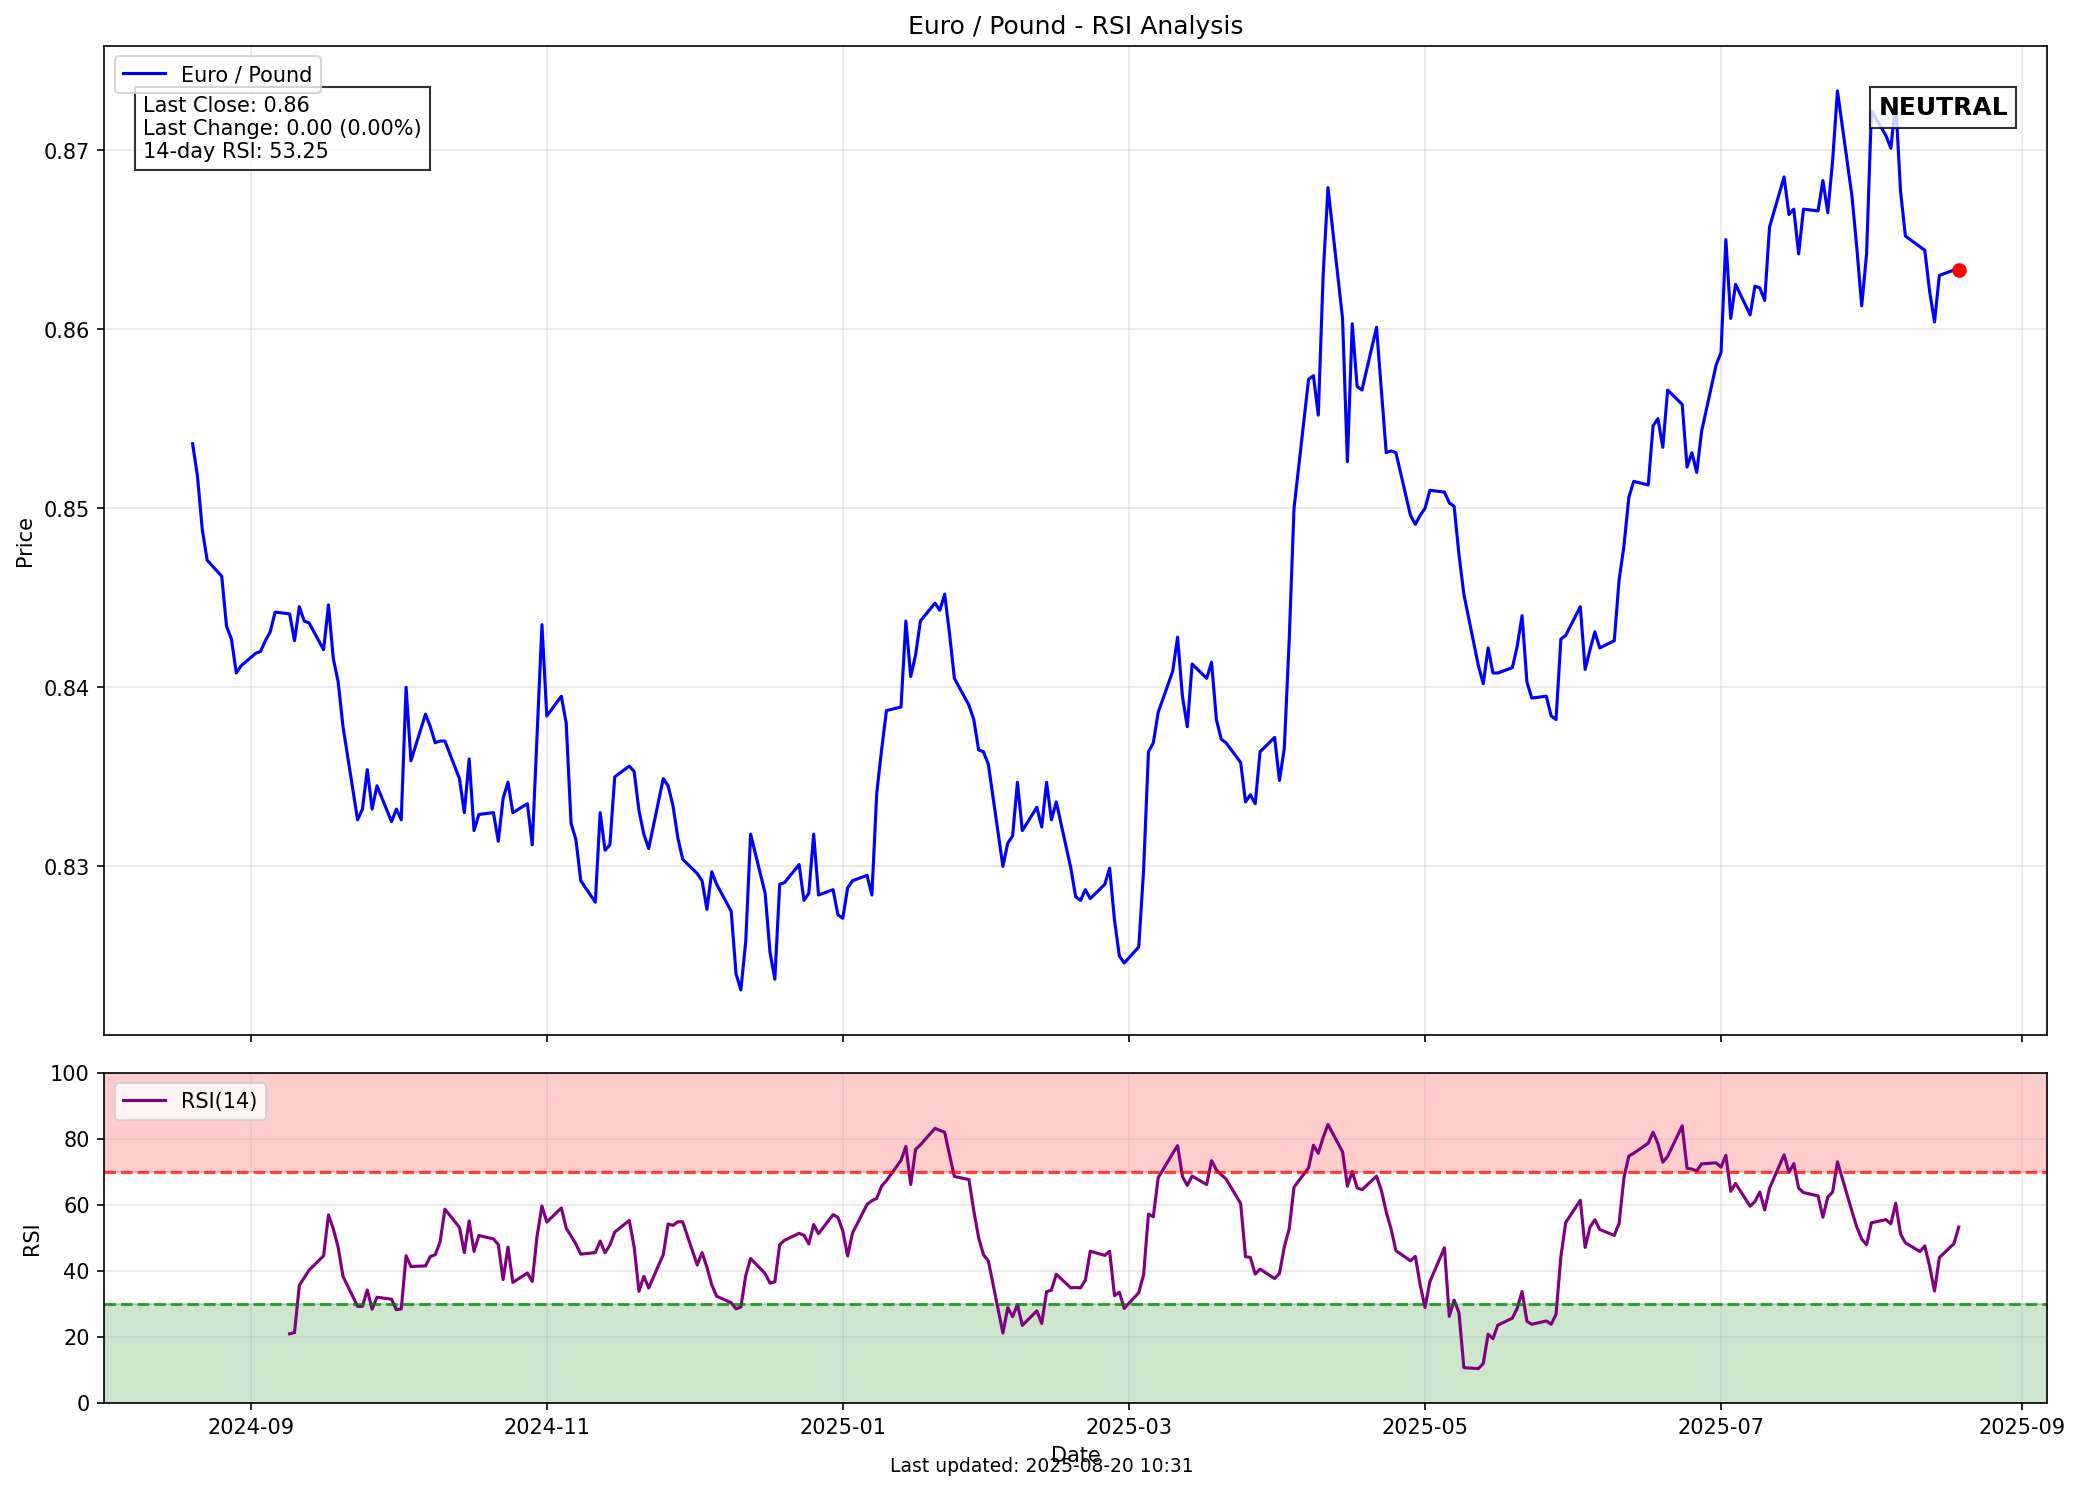 Euro / Pound - RSI Analysis
Euro / Pound
Last Close: 0.86
Last Change: 0.00 (0.00%)
14-day RSI: 53.25
NEUTRAL
Price
0.87
0.86
0.85
0.84
0.83
RSI(14)
RSI
100
80
60
40
20
0
2024-09
2024-11
2025-01
2025-03
2025-05
2025-07
2025-09
Date
Last updated: 2025-08-20 10:31